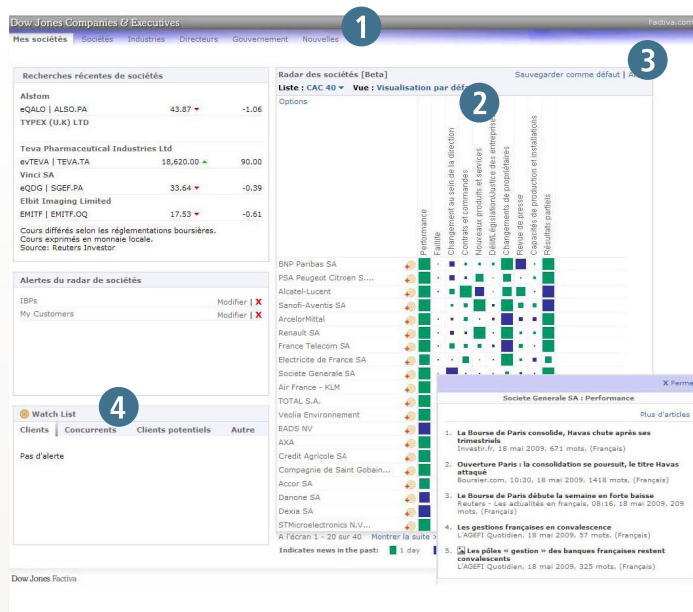 Dow Jones Companies & Executives
Factiva.com
1
Mes sociétés Sociétés Industries Directeurs Gouvernement Nouvelles
3
Recherches récentes de sociétés
Alstom
eQALO | ALSO.PA 43.87 -1.06
TYPEX (U.K) LTD
Teva Pharmaceutical Industries Ltd
evTEVA | TEVA.TA 18,620.00 90.00
Vinci SA
eQDG | SGEF.PA 33.64 -0.39
Elbit Imaging Limited
EMITF | EMITF.OQ 17.53 -0.61
Cours différés selon les réglementations boursières.
Cours exprimés en monnaie locale.
Source: Reuters Investor
Alertes du radar de sociétés
IBPs Modifier | X
My Customers Modifier | X
4
Watch List
Clients Concurrents Clients potentiels Autre
Pas d'alerte
Radar des sociétés [Beta] Sauvegarder comme défaut |
Liste : CAC 40 Vue : Visualisation par
2
Options
Performance
Faillite
Changement au sein de la direction
Contrats et commandes
Nouveaux produits et services
Délit/Législation/Justice des entreprises
Changements de propriétaires
Revue de presse
Capacités de production et installations
Résultats partiels
BNP Paribas SA
PSA Peugeot Citroen S....
Alcatel-Lucent
Sanofi-Aventis SA
ArcelorMittal
Renault SA
France Telecom SA
Electricite de France SA
Societe Generale SA
Air France - KLM
TOTAL S.A.
Veolia Environnement
EADS NV
AXA
Credit Agricole SA
Compagnie de Saint Gobain...
Accor SA
Danone SA
Dexia SA
STMicroelectronics N.V...
A l'écran 1 - 20 sur 40 Montrer la suite >
Indicates news in the past: 1 day
X Ferme
Societe Generale SA : Performance
Plus d'articles
1. La Bourse de Paris consolide, Havas chute après ses
trimestriels
Investir.fr, 18 mai 2009, 671 mots, (Français)
2. Ouverture Paris : la consolidation se poursuit, le titre Havas
attaqué
Boursier.com, 10:30, 18 mai 2009, 1418 mots, (Français)
3. Le Bourse de Paris débute la semaine en forte baisse
Reuters - Les actualités en français, 08:16, 18 mai 2009, 209
mots, (Français)
4. Les gestions françaises en convalescence
L'AGEFI Quotidien, 18 mai 2009, 57 mots, (Français)
5. Les pôles « gestion » des banques françaises restent
convalescents
L'AGEFI Quotidien, 18 mai 2009, 325 mots, (Français)
Dow Jones Factiva